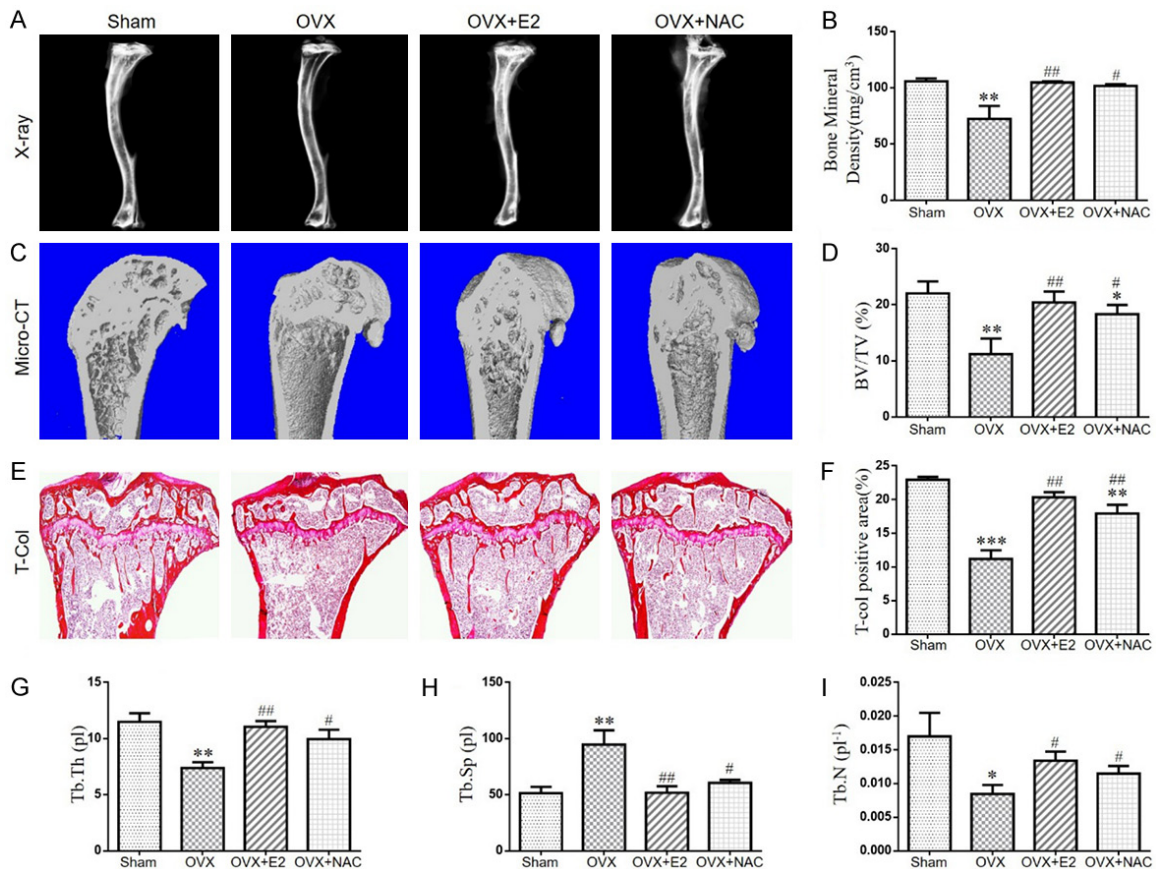 A
Sham
OVX
OVX+E2
OVX+NAC
X-ray
B
Bone Mineral
Density(mg/cm³)
150
100
50
0
**
##
#
Sham
OVX
OVX+E2
OVX+NAC
C
Micro-CT
D
BV/TV (%)
30
20
10
0
**
##
#
*
Sham
OVX
OVX+E2
OVX+NAC
E
T-Col
F
T-col positive area(%)
25
20
15
10
5
0
***
##
##
**
Sham
OVX
OVX+E2
OVX+NAC
G
Tb.Th (pl)
15
10
5
0
**
##
#
Sham
OVX
OVX+E2
OVX+NAC
H
Tb.Sp (pl)
150
100
50
0
**
##
#
Sham
OVX
OVX+E2
OVX+NAC
I
Tb.N (pl⁻¹)
0.025
0.020
0.015
0.010
0.005
0.000
*
#
#
Sham
OVX
OVX+E2
OVX+NAC